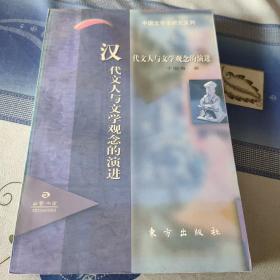 中国文学史研究系列
汉
代文人与文学观念的演进
代文人与文学观念的演进
东方出版社